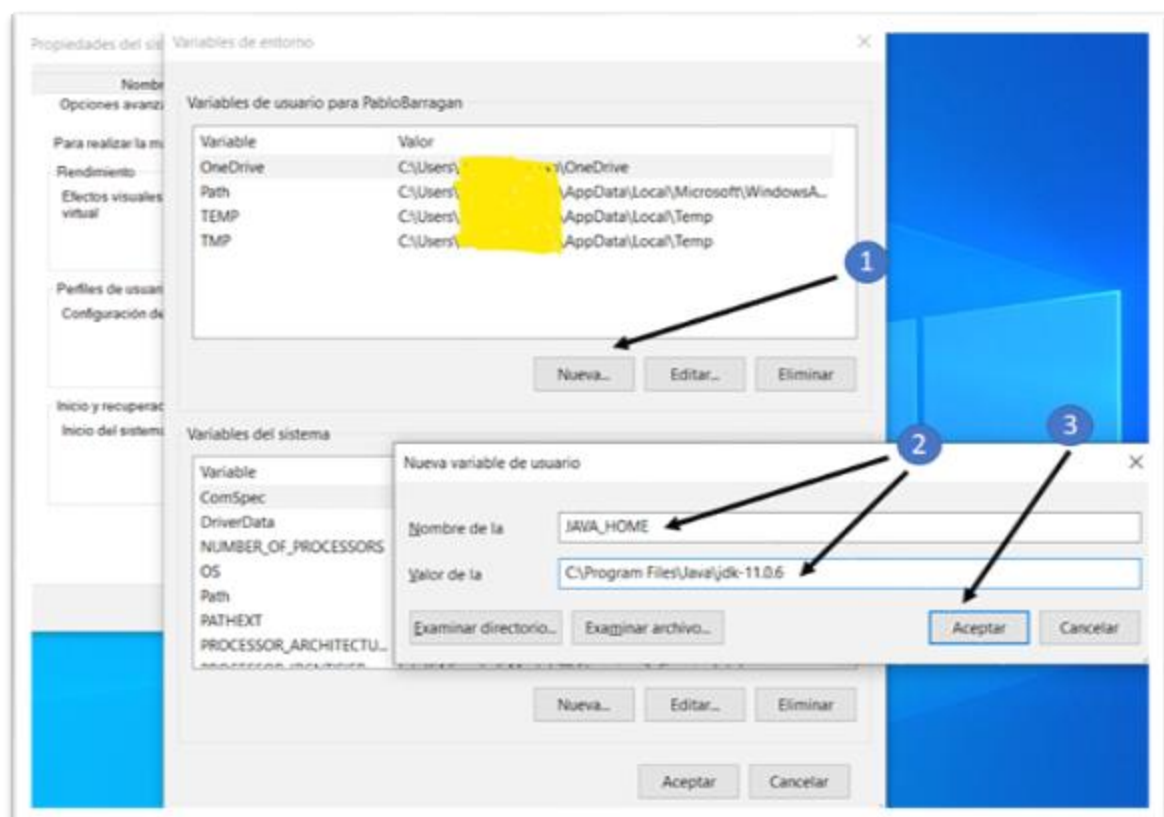 Propiedades del sis
Variables de entorno
Nombr
Opciones avanza
Para realizar la ma
Rendimiento
Efectos visuales
virtual
Perfiles de usuar
Configuración de
Inicio y recuperac
Inicio del sistema
Variables de usuario para PabloBarragan
Variable Valor
OneDrive C:\Users\ \OneDrive
Path C:\Users\ \AppData\Local\Microsoft\WindowsA...
TEMP C:\Users\ \AppData\Local\Temp
TMP C:\Users\ \AppData\Local\Temp
1
Nueva... Editar... Eliminar
Variables del sistema
Variable
ComSpec
DriverData
NUMBER_OF_PROCESSORS
OS
Path
PATHEXT
PROCESSOR_ARCHITECTU...
2
3
Nueva variable de usuario
Nombre de la JAVA_HOME
Valor de la C:\Program Files\Java\jdk-11.0.6
Examinar directorio... Examinar archivo... Aceptar Cancelar
Nueva... Editar... Eliminar
Aceptar Cancelar